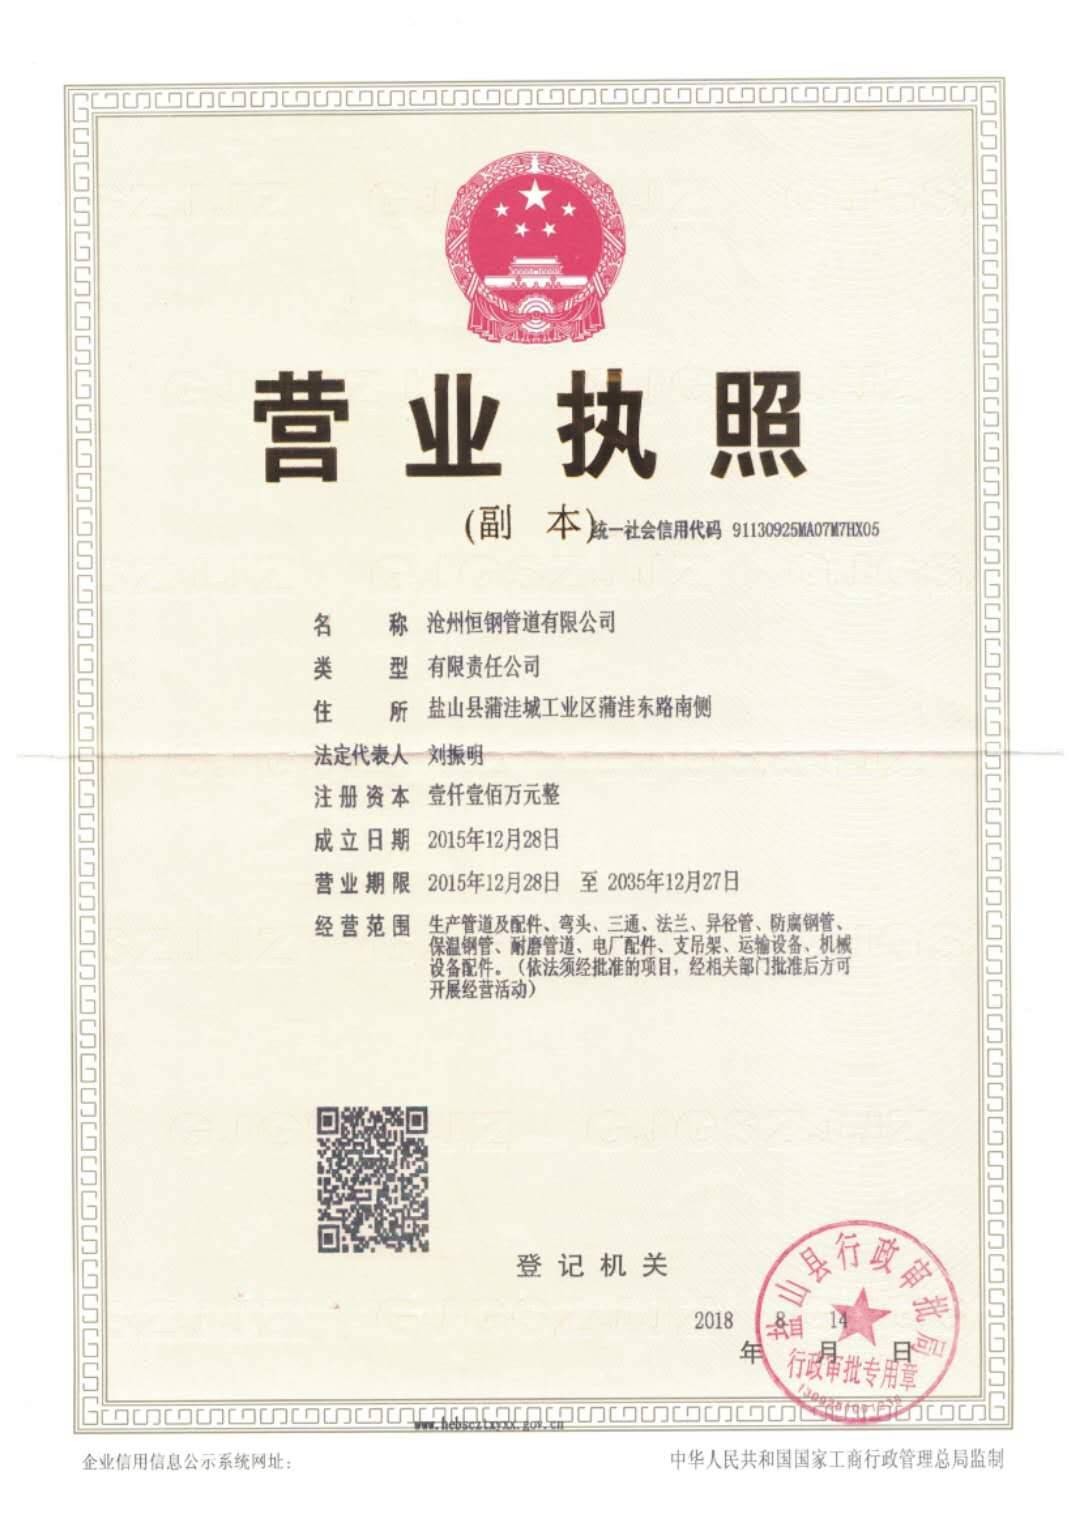 营业执照
(副 本)
统一社会信用代码 91130925MA07M7HX05
名 称 沧州恒钢管道有限公司
类 型 有限责任公司
住 所 盐山县蒲洼城工业区蒲洼东路南侧
法定代表人 刘振明
注册资本 壹仟壹佰万元整
成立日期 2015年12月28日
营业期限 2015年12月28日 至 2035年12月27日
经营范围 生产管道及配件、弯头、三通、法兰、异径管、防腐钢管、
保温钢管、耐磨管道、电厂配件、支吊架、运输设备、机械
设备配件。(依法须经批准的项目，经相关部门批准后方可
开展经营活动)
登记机关
2018 8 14
年 月 日
盐山县行政审批局
行政审批专用章
www.hebscztxyxx.gov.cn
企业信用信息公示系统网址：
中华人民共和国国家工商行政管理总局监制